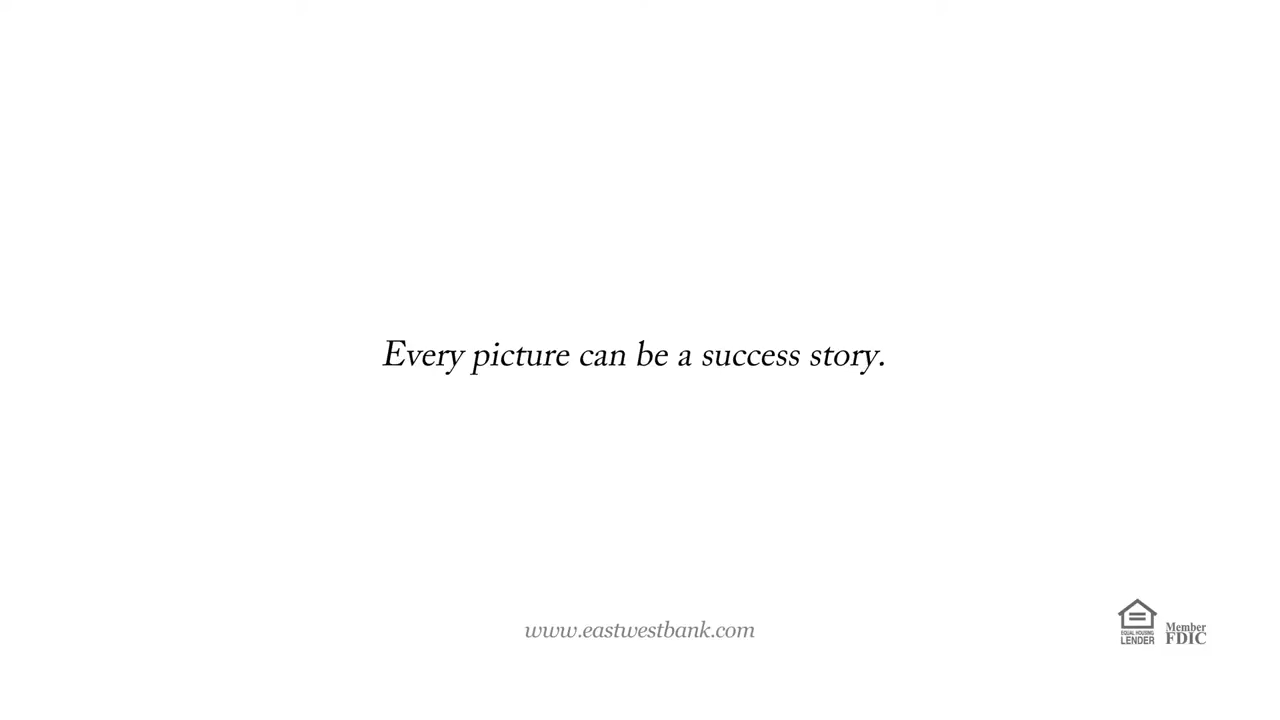 Every picture can be a success story.
www.eastwestbank.com
EQUAL HOUSING
LENDER
Member
FDIC